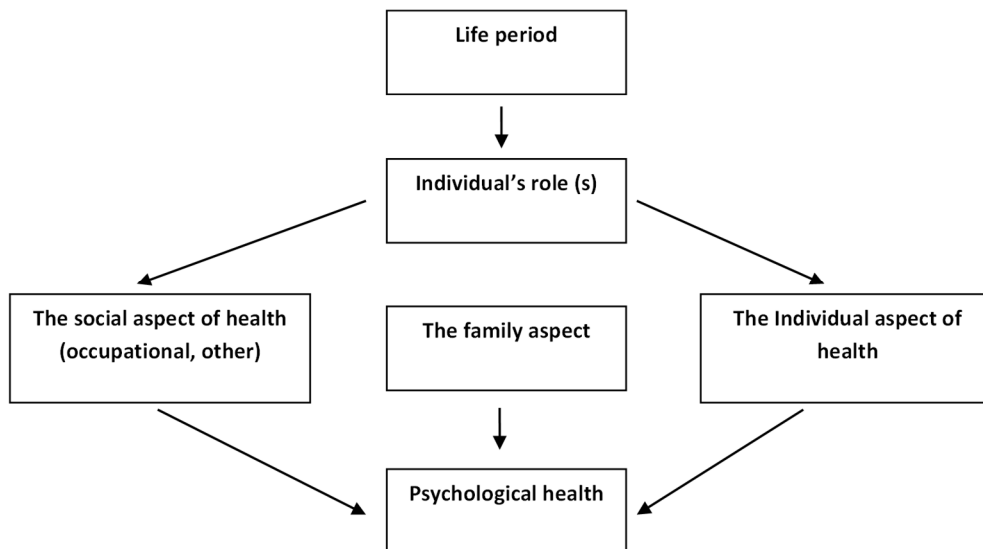 Life period
Individual’s role (s)
The social aspect of health
(occupational, other)
The family aspect
The Individual aspect of
health
Psychological health